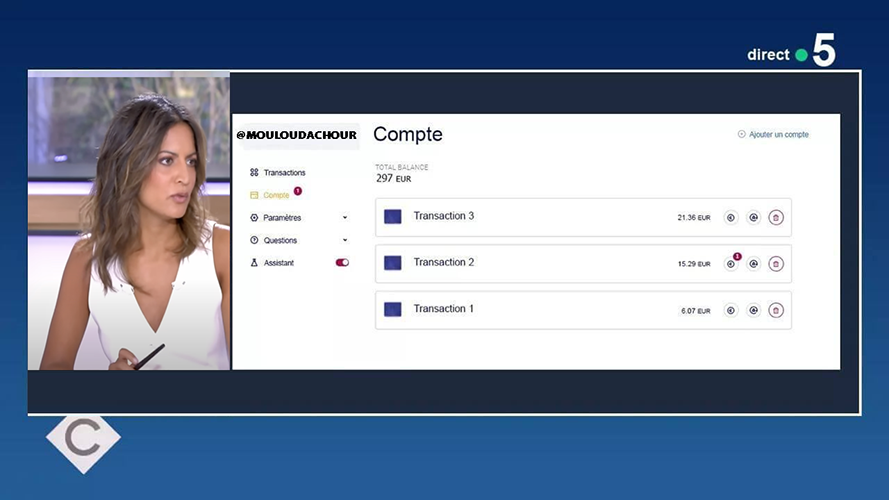 direct 5
@MOULOUDACHOUR
Compte
Ajouter un compte
Transactions
Compte 1
Paramètres
Questions
Assistant
TOTAL BALANCE
297 EUR
Transaction 3 21.36 EUR
Transaction 2 15.29 EUR 1
Transaction 1 6.07 EUR
C